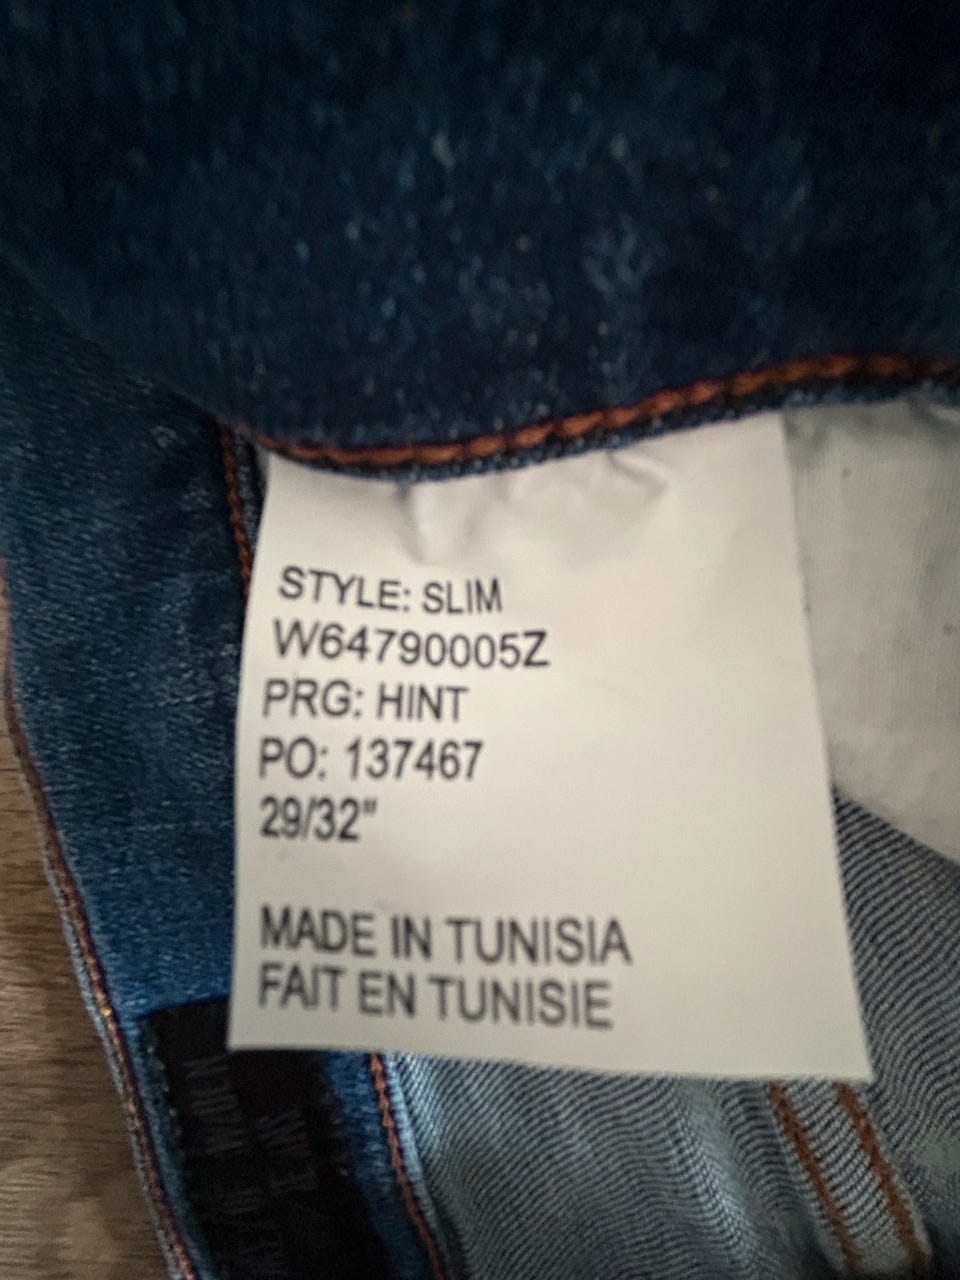 STYLE: SLIM
W64790005Z
PRG: HINT
PO: 137467
29/32"
MADE IN TUNISIA
FAIT EN TUNISIE